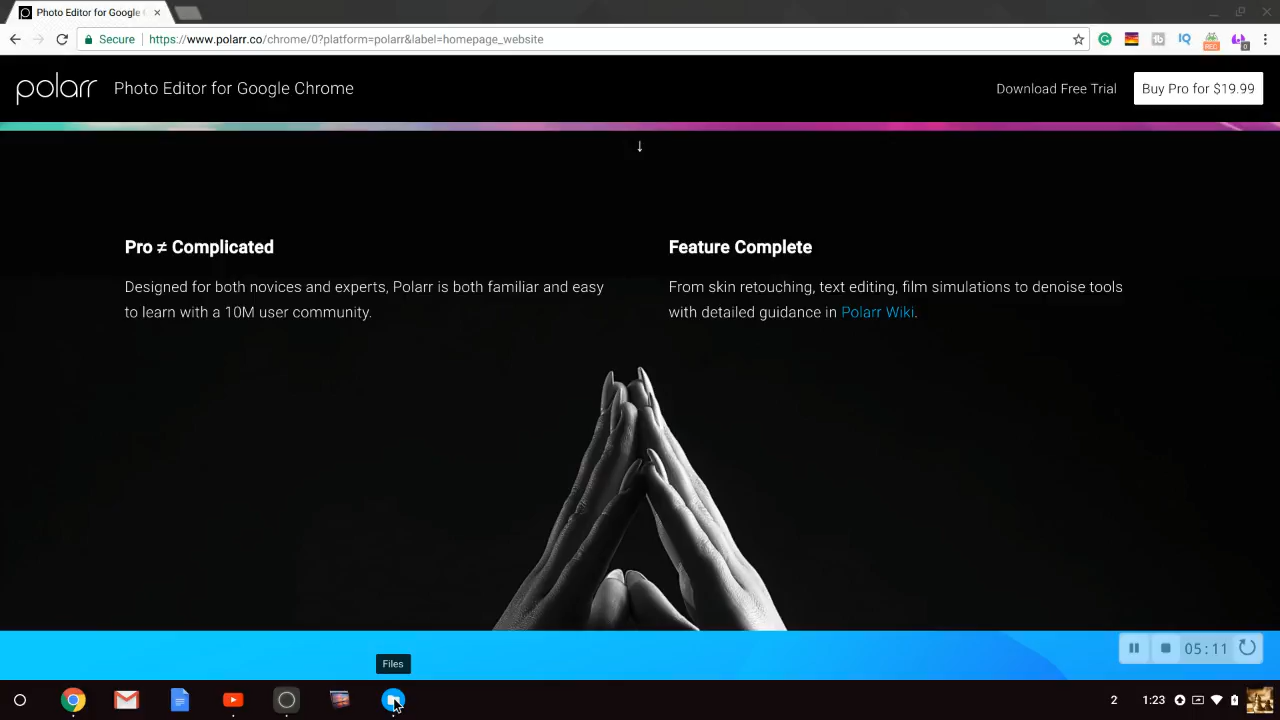 Photo Editor for Google
Secure
https://www.polarr.co/chrome/0?platform=polarr&label=homepage_website
REC
IQ
0
polarr
Photo Editor for Google Chrome
Download Free Trial
Buy Pro for $19.99
↓
Pro ≠ Complicated
Designed for both novices and experts, Polarr is both familiar and easy
to learn with a 10M user community.
Feature Complete
From skin retouching, text editing, film simulations to denoise tools
with detailed guidance in Polarr Wiki.
05:11
Files
2
1:23